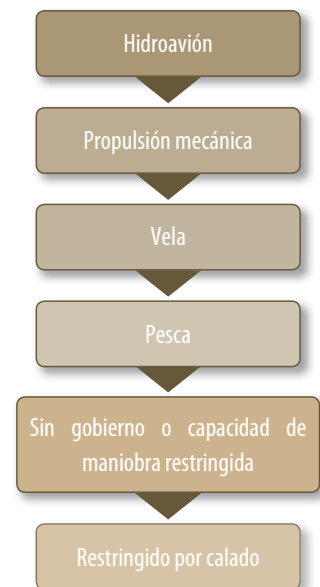 Hidroavión
Propulsión mecánica
Vela
Pesca
Sin gobierno o capacidad de
maniobra restringida
Restringido por calado